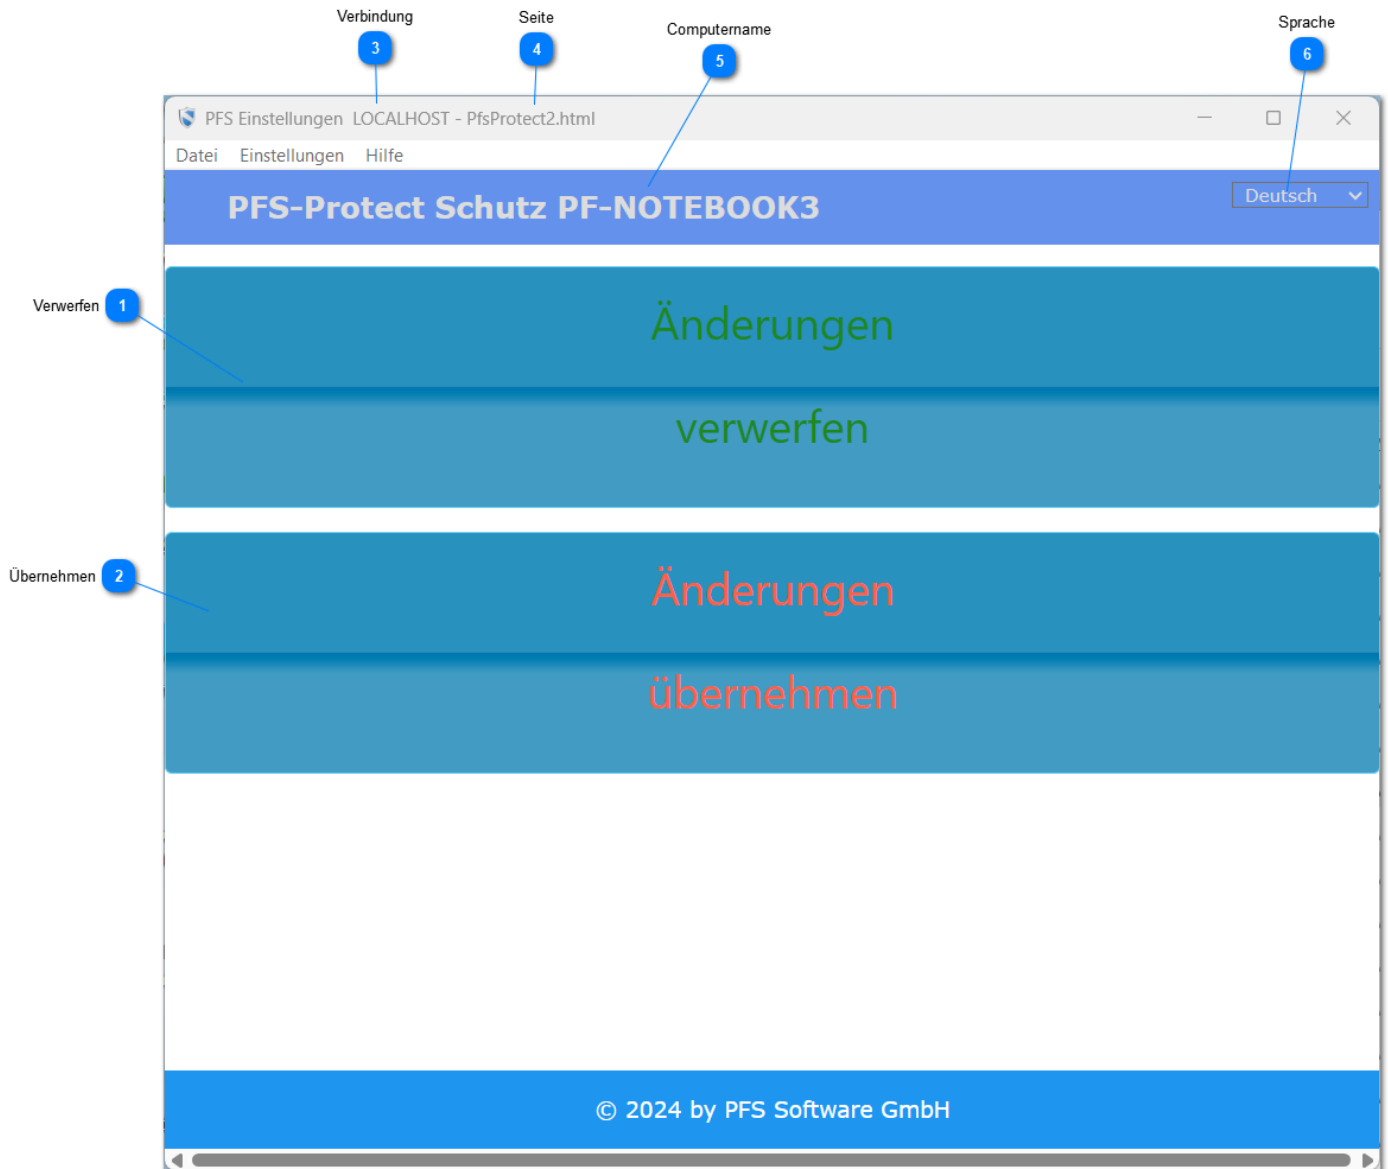 Verbindung
3
Seite
4
Computername
5
Sprache
6
PFS Einstellungen LOCALHOST - PfsProtect2.html
Datei Einstellungen Hilfe
PFS-Protect Schutz PF-NOTEBOOK3
Deutsch
Verwerfen 1
Änderungen
verwerfen
Übernehmen 2
Änderungen
übernehmen
© 2024 by PFS Software GmbH